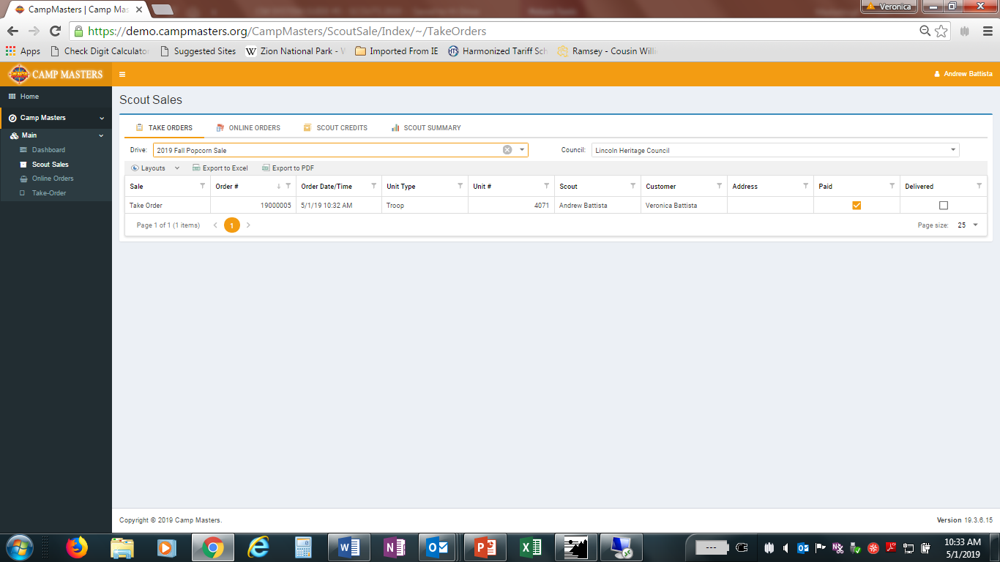 CampMasters | Camp Mas
Veronica
https://demo.campmasters.org/CampMasters/ScoutSale/Index/~/TakeOrders
Apps Check Digit Calculator Suggested Sites Zion National Park - Imported From IE Harmonized Tariff Sch Ramsey - Cousin Willi
CAMP MASTERS Andrew Battista
Home
Camp Masters
Main
Dashboard
Scout Sales
Online Orders
Take-Order
Scout Sales
TAKE ORDERS ONLINE ORDERS SCOUT CREDITS SCOUT SUMMARY
Drive: 2019 Fall Popcorn Sale Council: Lincoln Heritage Council
Layouts Export to Excel Export to PDF
Sale Order # Order Date/Time Unit Type Unit # Scout Customer Address Paid Delivered
Take Order 19000005 5/1/19 10:32 AM Troop 4071 Andrew Battista Veronica Battista
Page 1 of 1 (1 items) 1 Page size: 25
Copyright © 2019 Camp Masters. Version 19.3.6.15
10:33 AM
5/1/2019